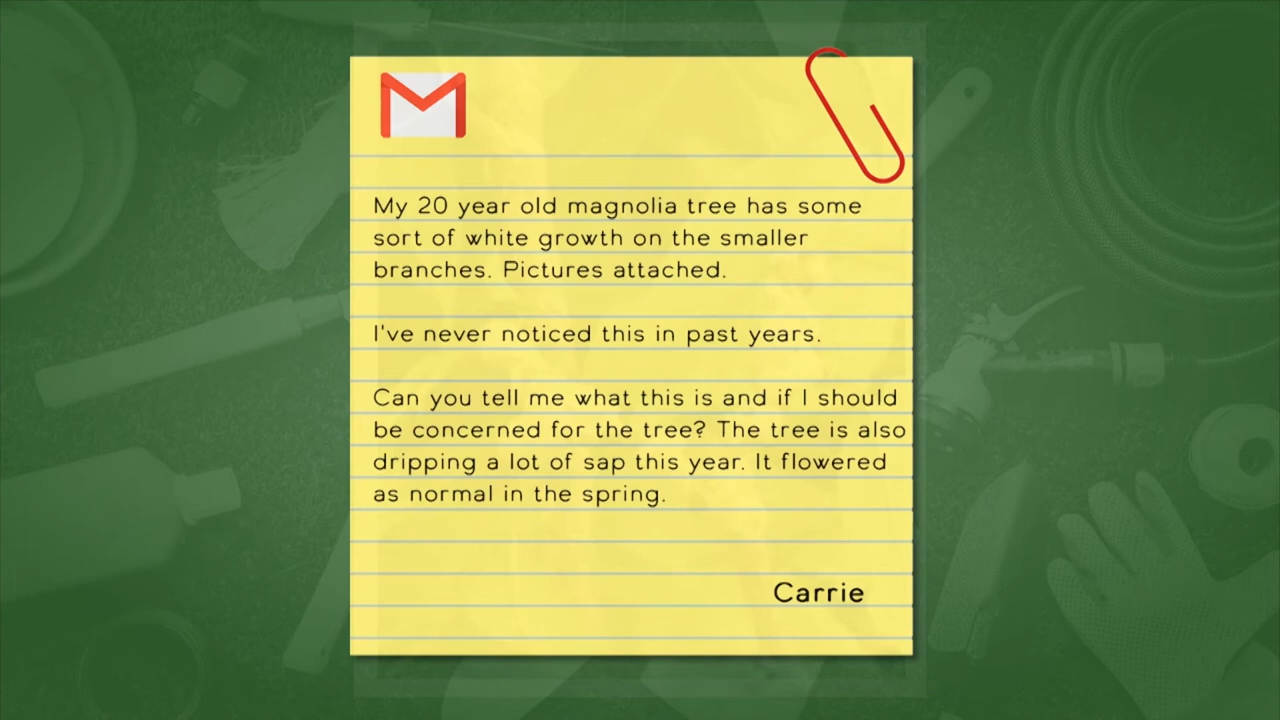 My 20 year old magnolia tree has some
sort of white growth on the smaller
branches. Pictures attached.
I've never noticed this in past years.
Can you tell me what this is and if I should
be concerned for the tree? The tree is also
dripping a lot of sap this year. It flowered
as normal in the spring.
Carrie